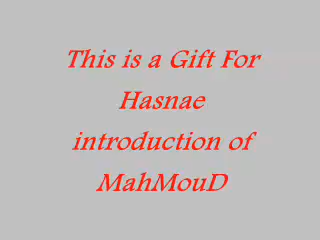 This is a Gift For
Hasnae
introduction of
MahMouD